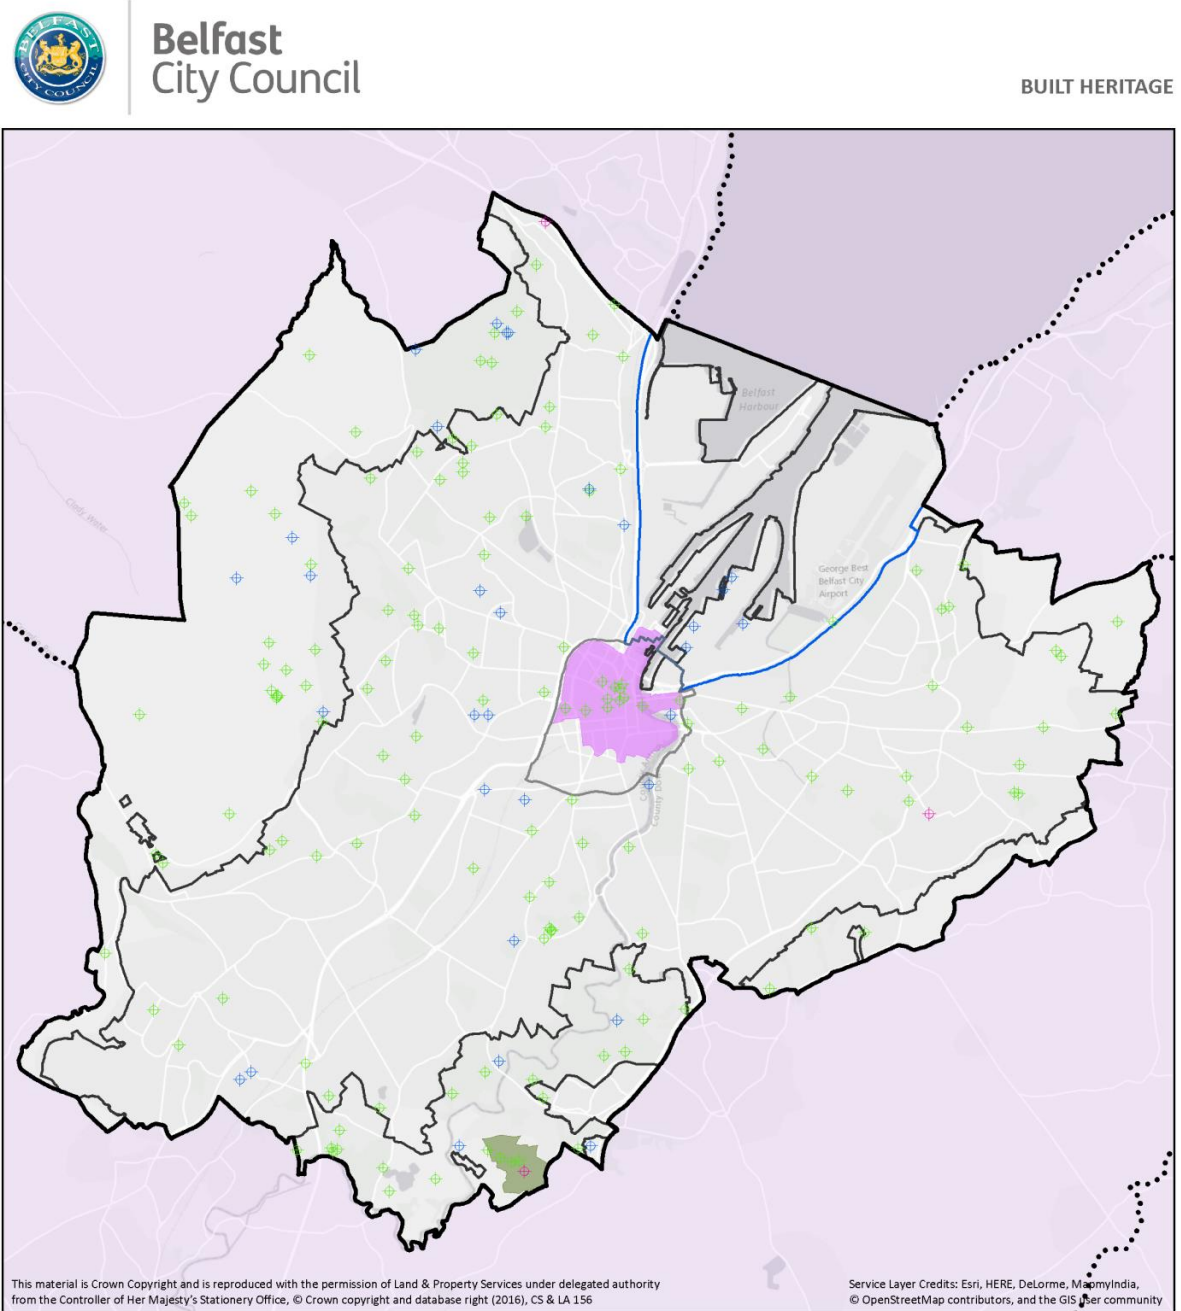 BELFAST
CITY COUNCIL
Belfast
City Council
BUILT HERITAGE
Belfast
Harbour
George Best
Belfast City
Airport
This material is Crown Copyright and is reproduced with the permission of Land & Property Services under delegated authority
from the Controller of Her Majesty's Stationery Office, © Crown copyright and database right (2016), CS & LA 156
Service Layer Credits: Esri, HERE, DeLorme, MapmyIndia,
© OpenStreetMap contributors, and the GIS user community